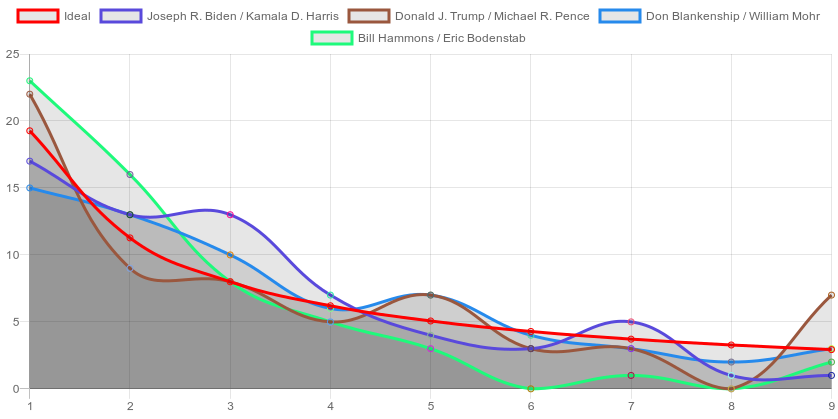 Ideal Joseph R. Biden / Kamala D. Harris Donald J. Trump / Michael R. Pence Don Blankenship / William Mohr
Bill Hammons / Eric Bodenstab
25
20
15
10
5
0
1 2 3 4 5 6 7 8 9